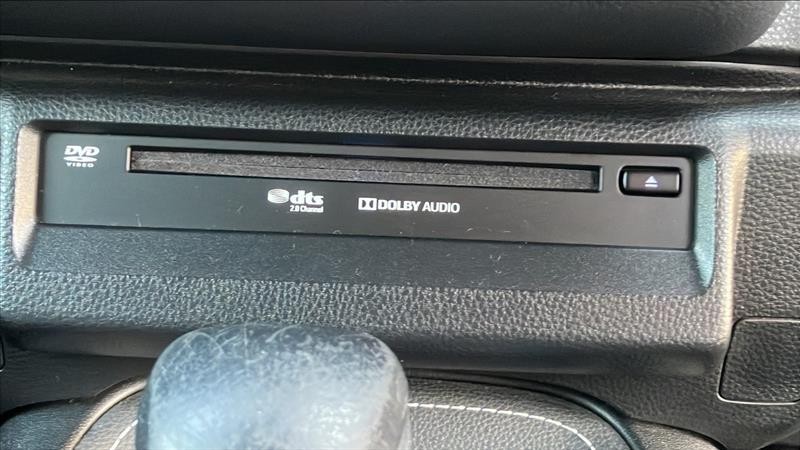 DVD
VIDEO
dts
2.0 Channel
DOLBY AUDIO